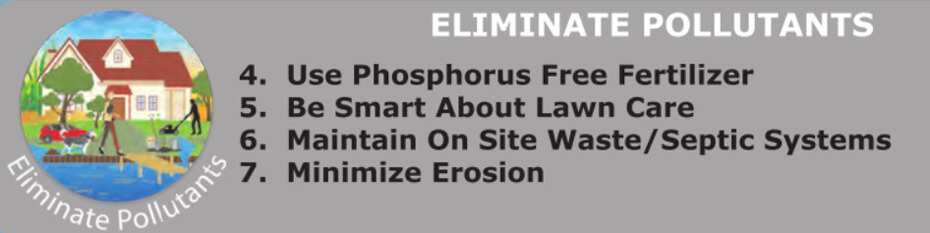 ELIMINATE POLLUTANTS
4. Use Phosphorus Free Fertilizer
5. Be Smart About Lawn Care
6. Maintain On Site Waste/Septic Systems
7. Minimize Erosion
Eliminate Pollutants